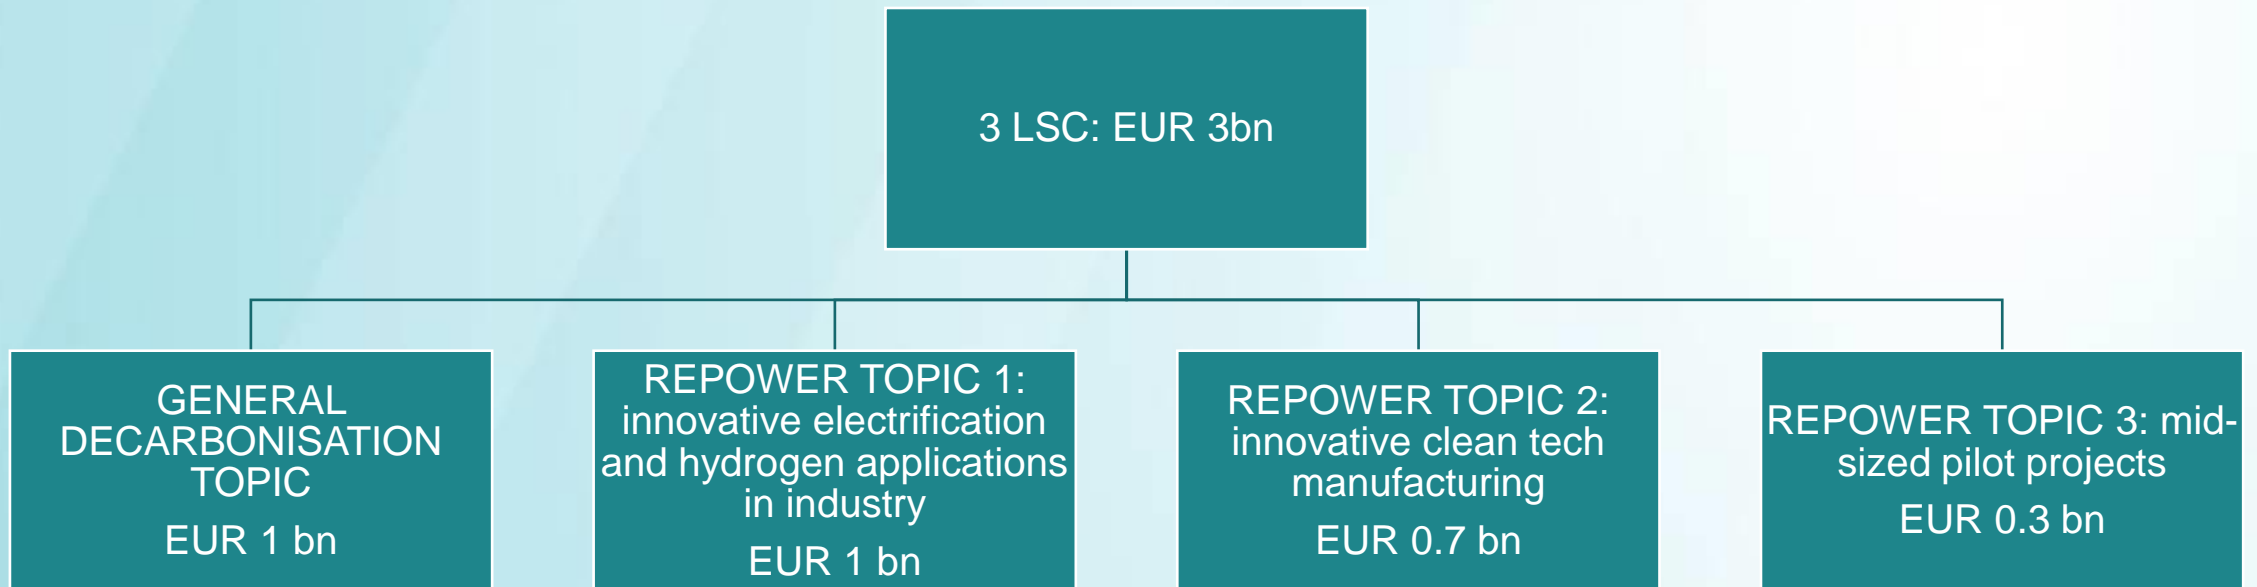 3 LSC: EUR 3bn
GENERAL
DECARBONISATION
TOPIC
EUR 1 bn
REPOWER TOPIC 1:
innovative electrification
and hydrogen applications
in industry
EUR 1 bn
REPOWER TOPIC 2:
innovative clean tech
manufacturing
EUR 0.7 bn
REPOWER TOPIC 3: mid-
sized pilot projects
EUR 0.3 bn